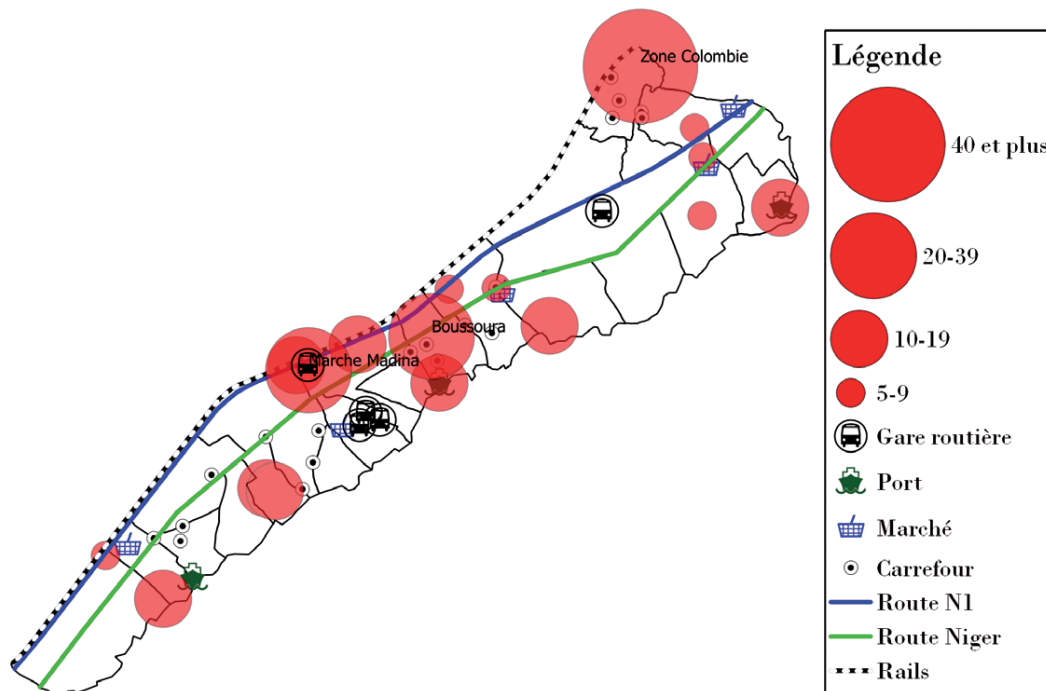 Zone Colombie
Boussoura
Marche Madina
Légende
40 et plus
20-39
10-19
5-9
Gare routière
Port
Marché
Carrefour
Route N1
Route Niger
Rails